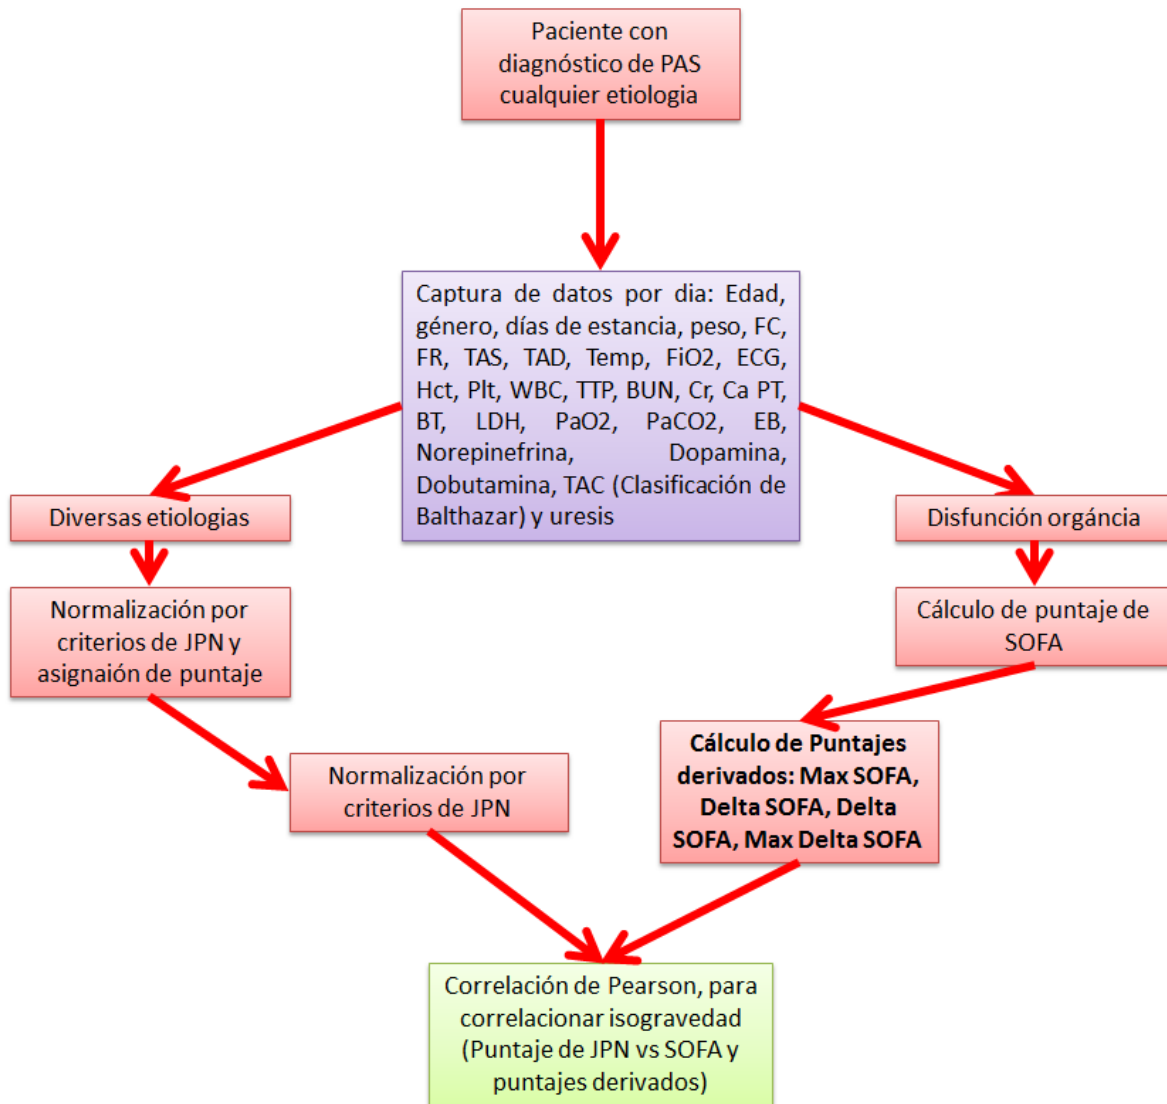 Paciente con
diagnóstico de PAS
cualquier etiologia
Captura de datos por dia: Edad,
género, días de estancia, peso, FC,
FR, TAS, TAD, Temp, FiO2, ECG,
Hct, Plt, WBC, TTP, BUN, Cr, Ca PT,
BT, LDH, PaO2, PaCO2, EB,
Norepinefrina, Dopamina,
Dobutamina, TAC (Clasificación de
Balthazar) y uresis
Diversas etiologias
Normalización por
criterios de JPN y
asignaión de puntaje
Normalización por
criterios de JPN
Disfunción orgáncia
Cálculo de puntaje de
SOFA
Cálculo de Puntajes
derivados: Max SOFA,
Delta SOFA, Delta
SOFA, Max Delta SOFA
Correlación de Pearson, para
correlacionar isogravedad
(Puntaje de JPN vs SOFA y
puntajes derivados)